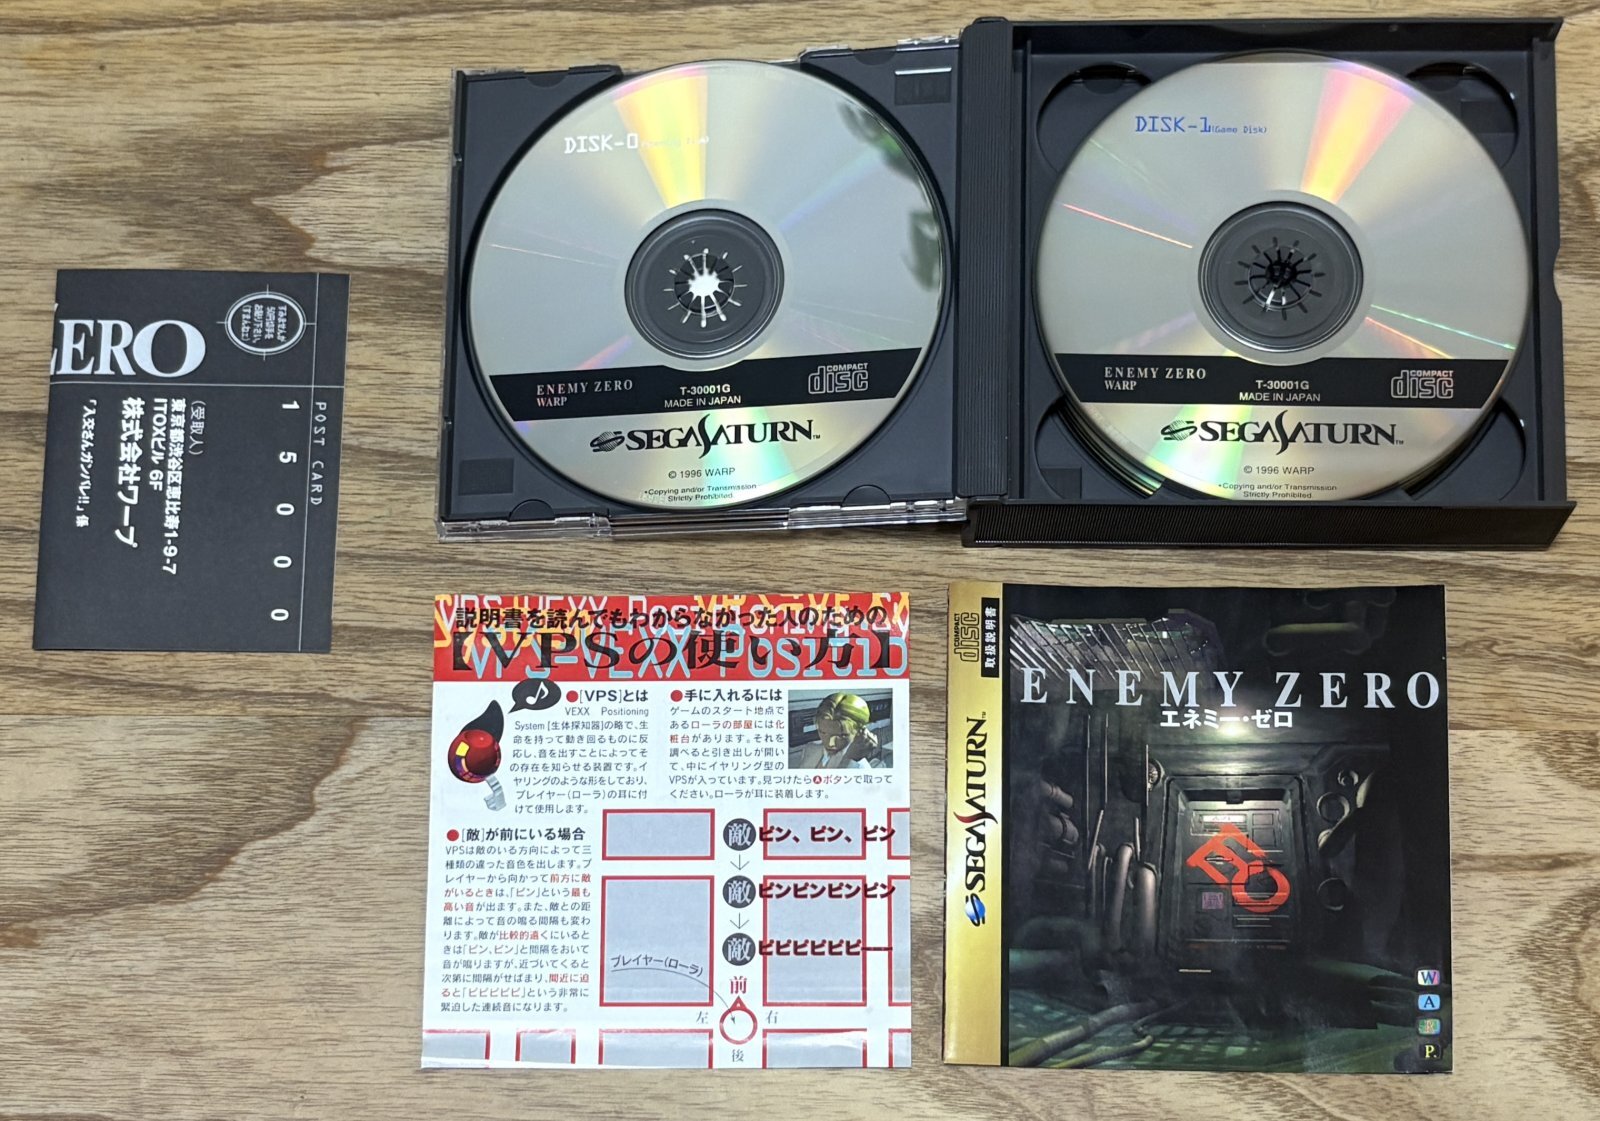 DISK-0
ENEMY ZERO
WARP
T-30001G
MADE IN JAPAN
COMPACT
disc
SEGA SATURN™
© 1996 WARP
•Copying and/or Transmission
Strictly Prohibited.
DISK-1(Game Disk)
ENEMY ZERO
WARP
T-30001G
MADE IN JAPAN
COMPACT
disc
SEGA SATURN™
© 1996 WARP
•Copying and/or Transmission
Strictly Prohibited.
ERO
すみませんが
50円切手を
お貼り下さい。
POST CARD
1 5 0 0 0
(受取人)
東京都渋谷区恵比寿1-9-7
ITOXビル 6F
株式会社ワープ
「入交さんガンバレ!!」係
説明書を読んでもわからなかった人のための
【VPSの使い方】
●[VPS]とは
VEXX Positioning
System[生体探知器]の略で、生
命を持って動き回るものに反
応し、音を出すことによってそ
の存在を知らせる装置です。イ
ヤリングのような形をしており、
プレイヤー(ローラ)の耳に付
けて使用します。
●手に入れるには
ゲームのスタート地点で
あるローラの部屋には化
粧台があります。それを
調べると引き出しが開い
て、中にイヤリング型の
VPSが入っています。見つけたらAボタンで取って
ください。ローラが耳に装着します。
●[敵]が前にいる場合
VPSは敵のいる方向によって三
種類の違った音色を出します。プ
レイヤーから向かって前方に敵
がいるときは、「ピン」という最も
高い音が出ます。また、敵との距
離によって音の鳴る間隔も変わ
ります。敵が比較的遠くにいると
きは「ピン、ピン」と間隔をおいて
音が鳴りますが、近づいてくると
次第に間隔がせばまり、間近に迫
ると「ピピピピピ」という非常に
緊迫した連続音になります。
敵 ピン、ピン、ピン
敵 ピンピンピンピン
敵 ピピピピピピーーー
プレイヤー(ローラ)
前
左 右
後
COMPACT
disc
取扱説明書
SEGA SATURN™
ENEMY ZERO
エネミー・ゼロ
WARP.